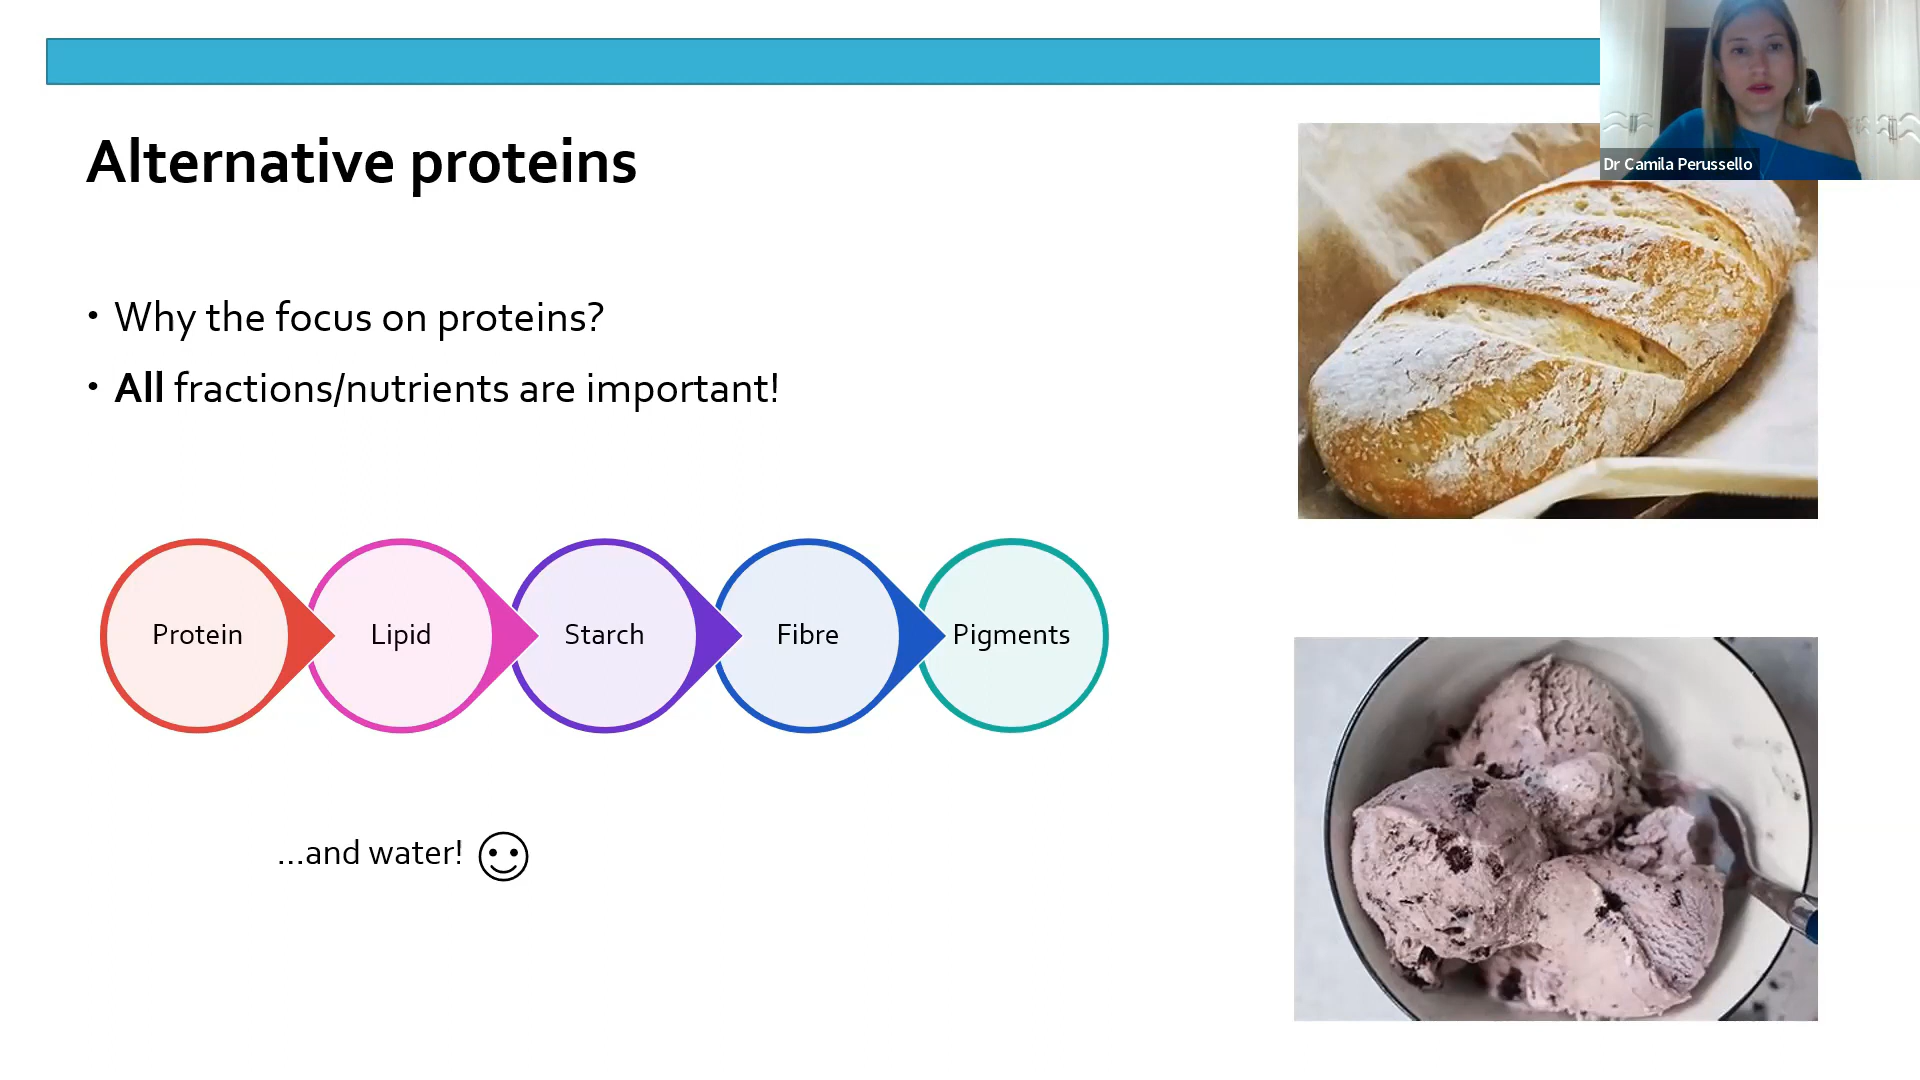 Dr Camila Perussello
Alternative proteins
• Why the focus on proteins?
• All fractions/nutrients are important!
Protein
Lipid
Starch
Fibre
Pigments
...and water!